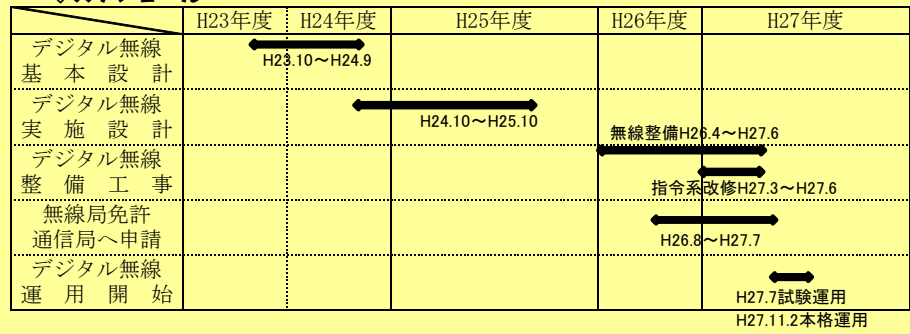 H23年度 H24年度 H25年度 H26年度 H27年度
デジタル無線
基本設計
H23.10～H24.9
デジタル無線
実施設計
H24.10～H25.10
無線整備H26.4～H27.6
デジタル無線
整備工事
指令系改修H27.3～H27.6
無線局免許
通信局へ申請
H26.8～H27.7
デジタル無線
運用開始
H27.7試験運用
H27.11.2本格運用